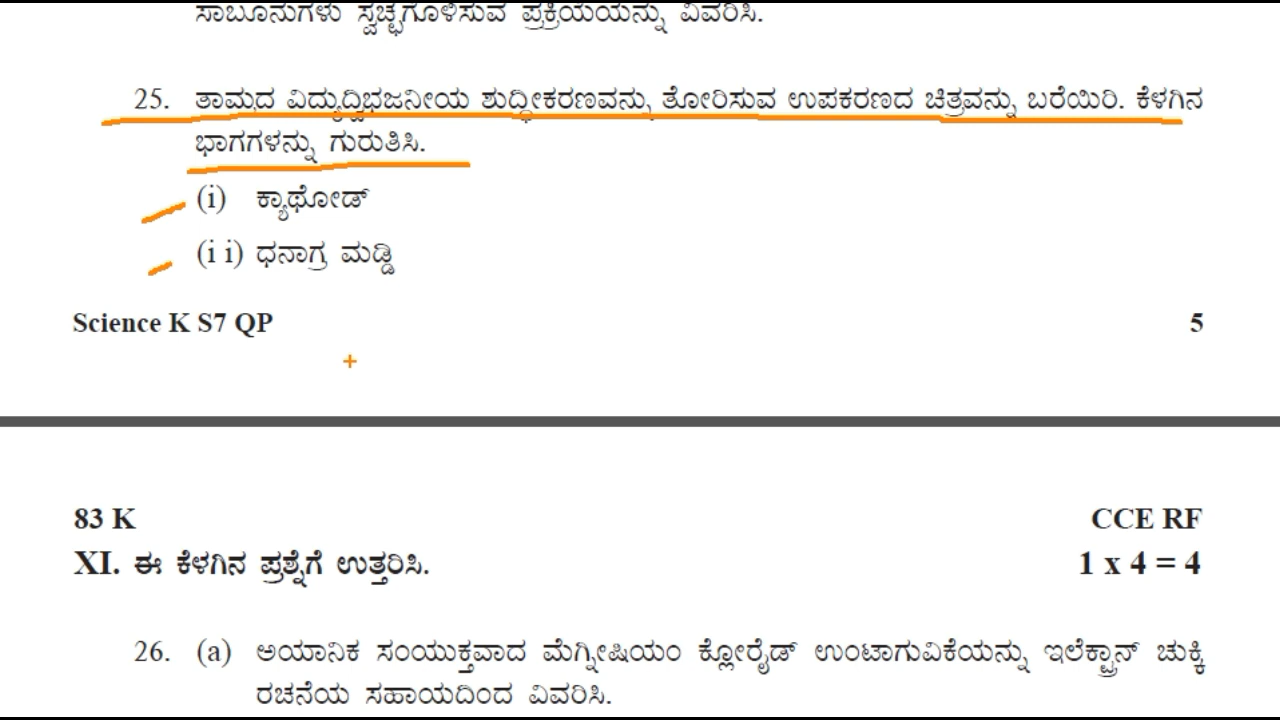 ಸಾಬೂನುಗಳು ಸ್ವಚ್ಛಗೊಳಿಸುವ ಪ್ರಕ್ರಿಯೆಯನ್ನು ವಿವರಿಸಿ.
25. ತಾಮ್ರದ ವಿದ್ಯುದ್ವಿಭಜನೀಯ ಶುದ್ಧೀಕರಣವನ್ನು ತೋರಿಸುವ ಉಪಕರಣದ ಚಿತ್ರವನ್ನು ಬರೆಯಿರಿ. ಕೆಳಗಿನ
ಭಾಗಗಳನ್ನು ಗುರುತಿಸಿ.
(i) ಕ್ಯಾಥೋಡ್
(i i) ಧನಾಗ್ರ ಮಡ್ಡಿ
Science K S7 QP 5
83 K CCE RF
XI. ಈ ಕೆಳಗಿನ ಪ್ರಶ್ನೆಗೆ ಉತ್ತರಿಸಿ. 1 x 4 = 4
26. (a) ಅಯಾನಿಕ ಸಂಯುಕ್ತವಾದ ಮೆಗ್ನೀಷಿಯಂ ಕ್ಲೋರೈಡ್ ಉಂಟಾಗುವಿಕೆಯನ್ನು ಇಲೆಕ್ಟ್ರಾನ್ ಚುಕ್ಕಿ
ರಚನೆಯ ಸಹಾಯದಿಂದ ವಿವರಿಸಿ.